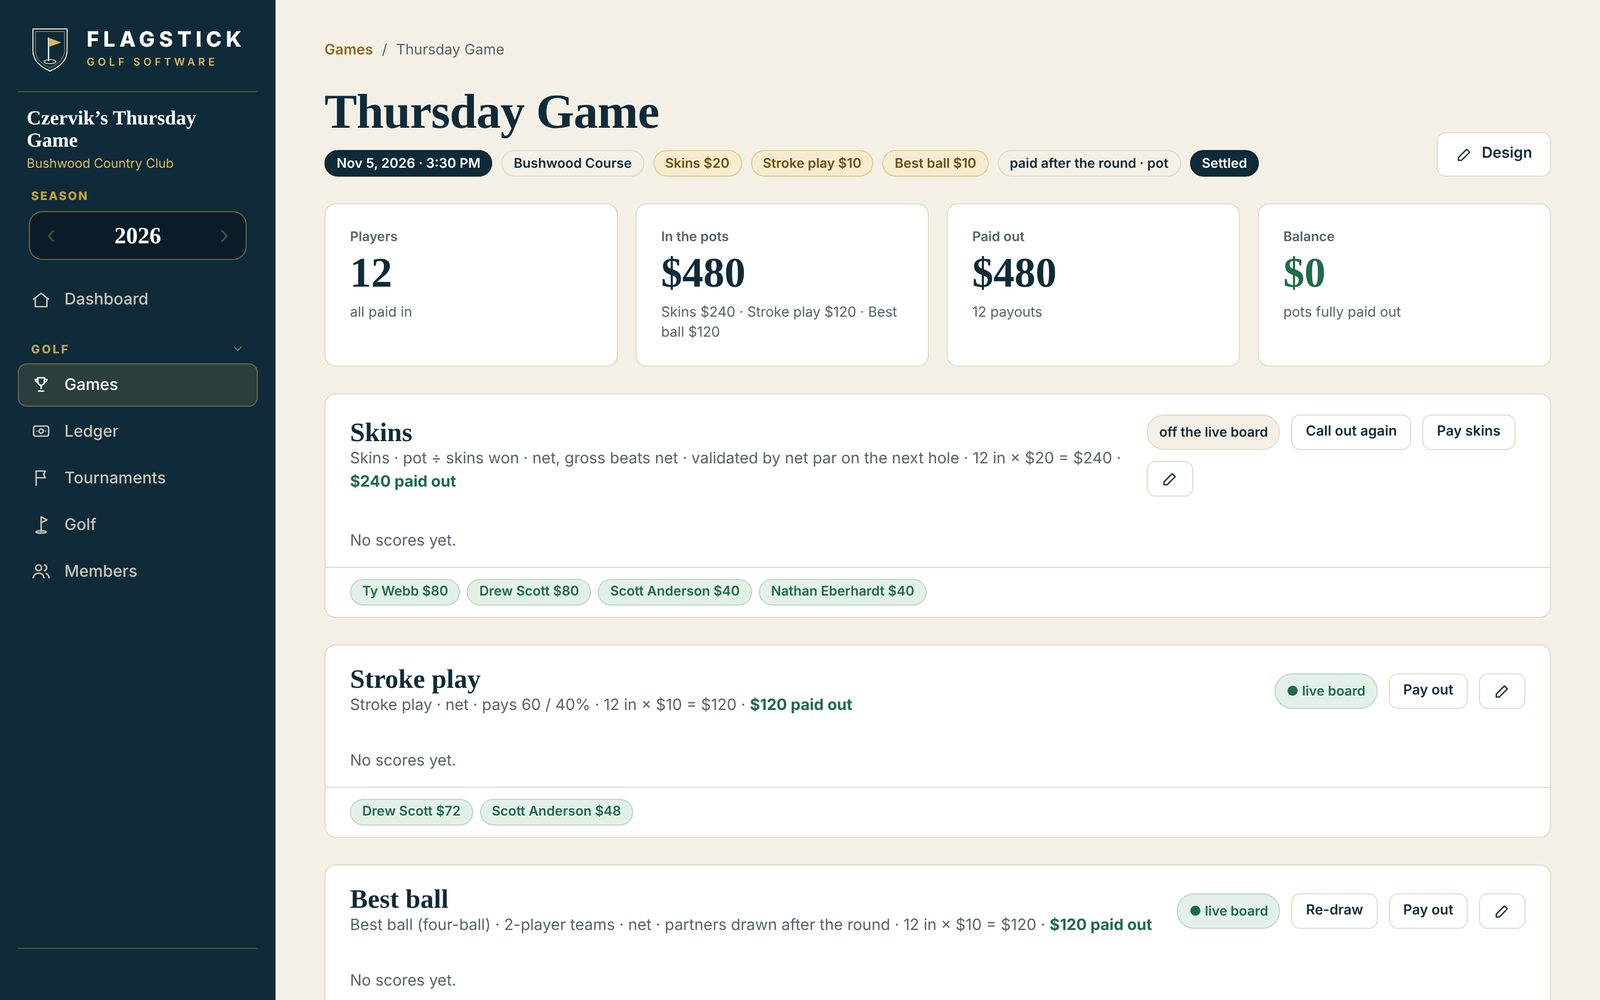 FLAGSTICK
GOLF SOFTWARE
Czervik’s Thursday
Game
Bushwood Country Club
SEASON
2026
Dashboard
GOLF
Games
Ledger
Tournaments
Golf
Members
Games / Thursday Game
Thursday Game
Nov 5, 2026 · 3:30 PM
Bushwood Course
Skins $20
Stroke play $10
Best ball $10
paid after the round · pot
Settled
Design
Players
12
all paid in
In the pots
$480
Skins $240 · Stroke play $120 · Best
ball $120
Paid out
$480
12 payouts
Balance
$0
pots fully paid out
Skins
Skins · pot ÷ skins won · net, gross beats net · validated by net par on the next hole · 12 in × $20 = $240 ·
$240 paid out
off the live board
Call out again
Pay skins
No scores yet.
Ty Webb $80
Drew Scott $80
Scott Anderson $40
Nathan Eberhardt $40
Stroke play
Stroke play · net · pays 60 / 40% · 12 in × $10 = $120 · $120 paid out
live board
Pay out
No scores yet.
Drew Scott $72
Scott Anderson $48
Best ball
Best ball (four-ball) · 2-player teams · net · partners drawn after the round · 12 in × $10 = $120 · $120 paid out
live board
Re-draw
Pay out
No scores yet.